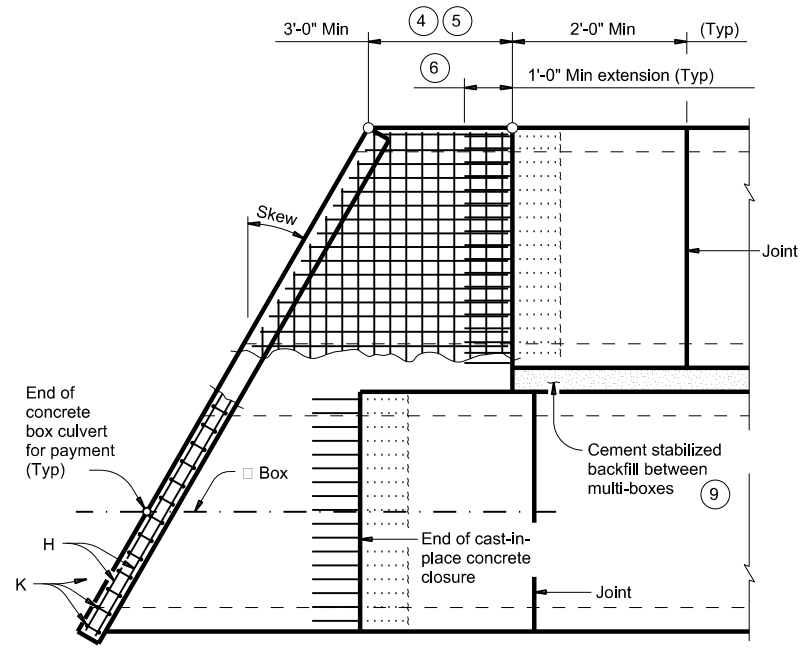 3'-0" Min
4 5
2'-0" Min
(Typ)
6
1'-0" Min extension (Typ)
Skew
Joint
End of
concrete
box culvert
for payment
(Typ)
□ Box
Cement stabilized
backfill between
multi-boxes
9
H
End of cast-in-
place concrete
closure
K
Joint